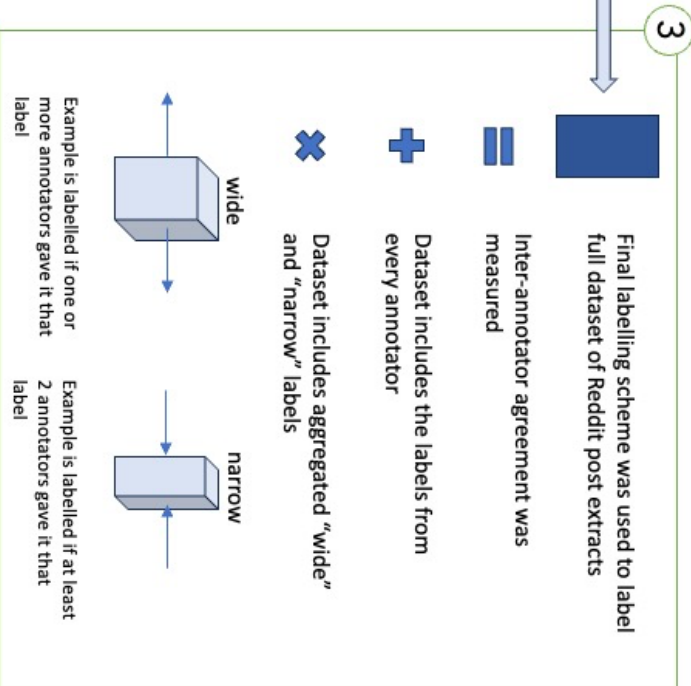 3
Final labelling scheme was used to label
full dataset of Reddit post extracts
Inter-annotator agreement was
measured
Dataset includes the labels from
every annotator
Dataset includes aggregated “wide”
and “narrow” labels
wide
Example is labelled if one or
more annotators gave it that
label
narrow
Example is labelled if at least
2 annotators gave it that
label